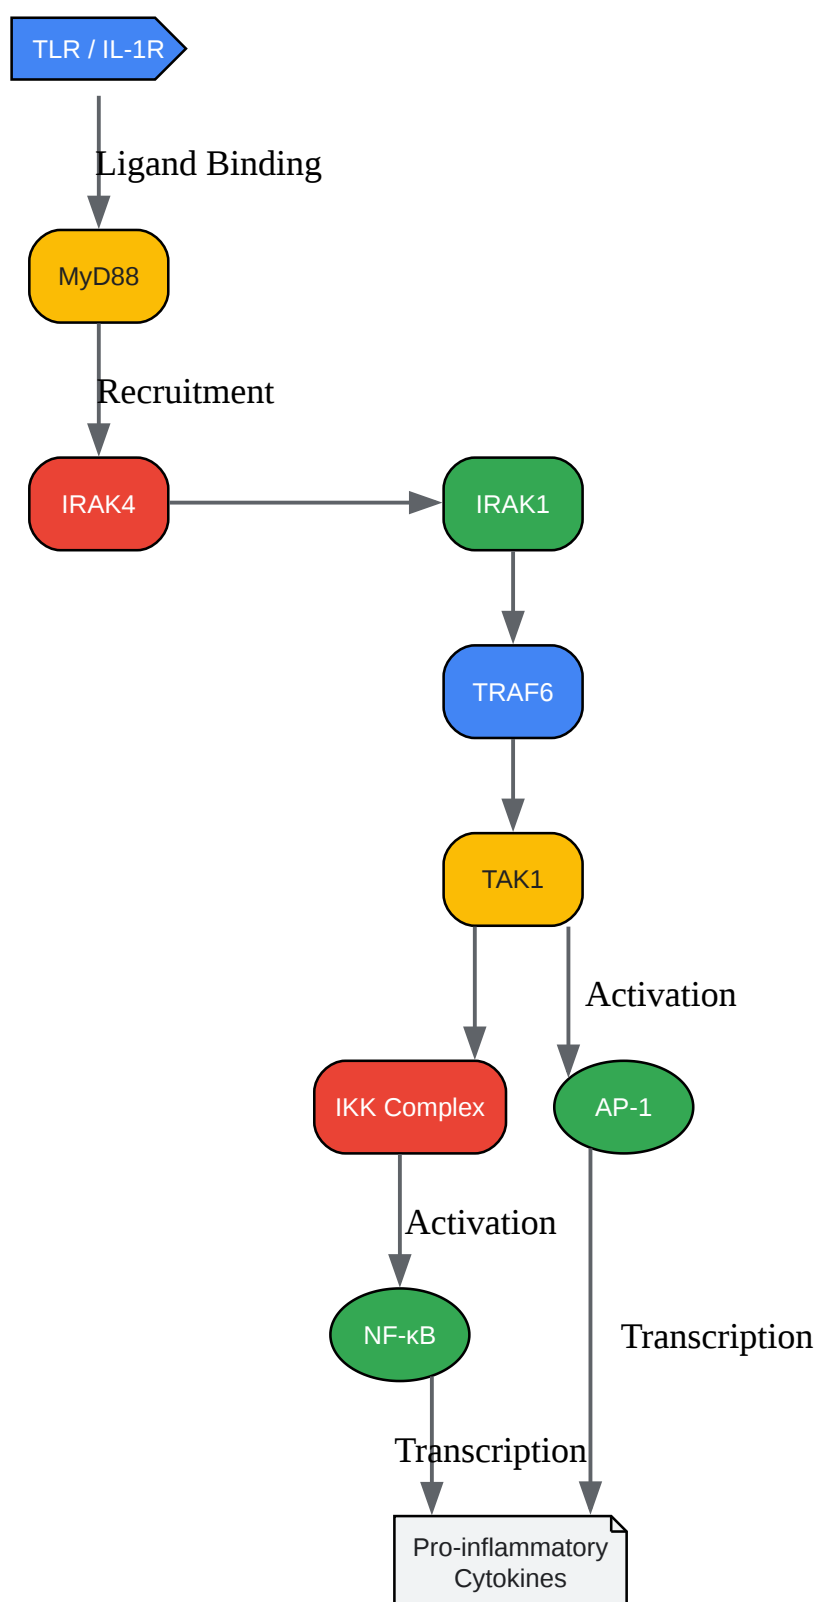 TLR / IL-1R
Ligand Binding
MyD88
Recruitment
IRAK4
IRAK1
TRAF6
TAK1
Activation
IKK Complex
AP-1
Activation
NF-κB
Transcription
Transcription
Pro-inflammatory
Cytokines